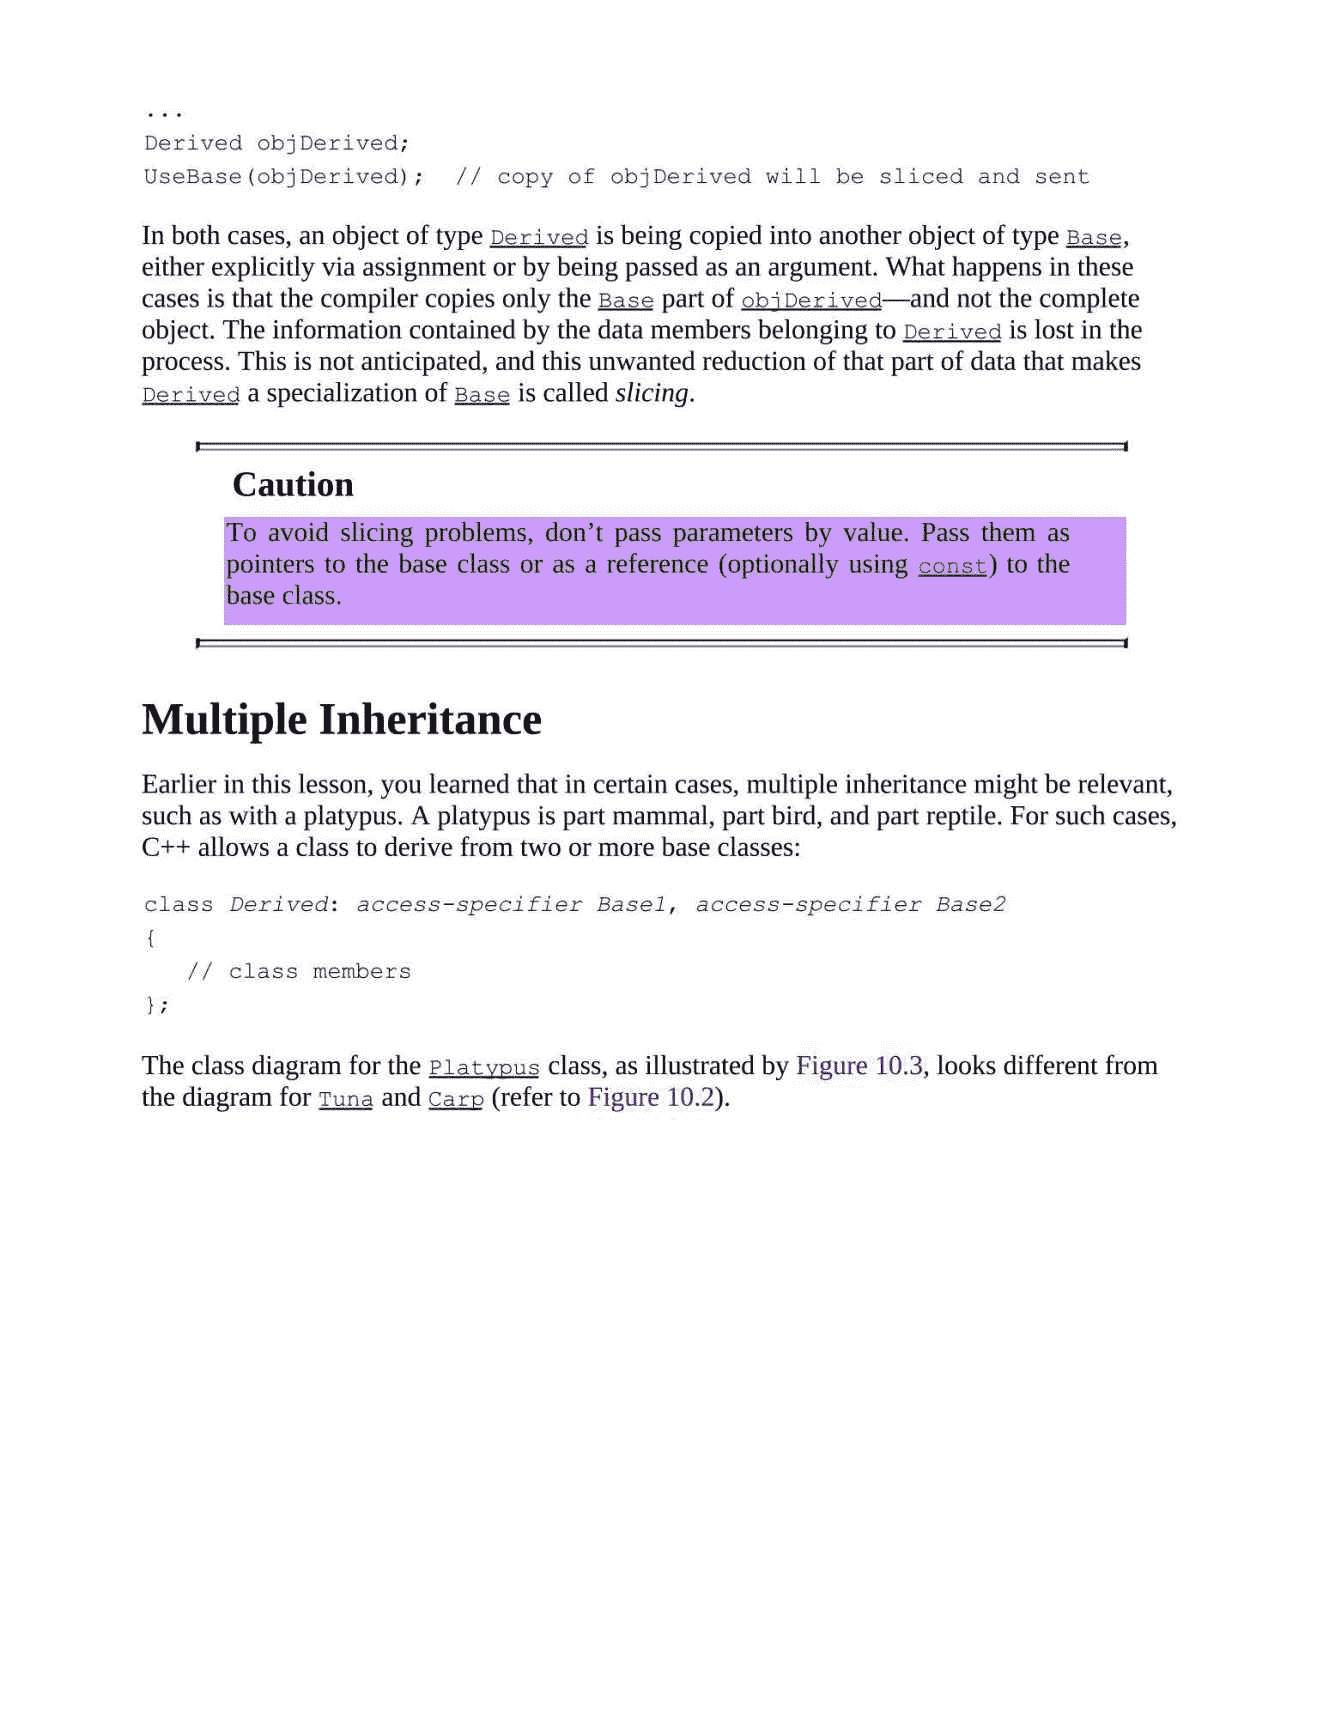 ...
Derived objDerived;
UseBase(objDerived);  // copy of objDerived will be sliced and sent
In both cases, an object of type Derived is being copied into another object of type Base,
either explicitly via assignment or by being passed as an argument. What happens in these
cases is that the compiler copies only the Base part of objDerived—and not the complete
object. The information contained by the data members belonging to Derived is lost in the
process. This is not anticipated, and this unwanted reduction of that part of data that makes
Derived a specialization of Base is called slicing.
Caution
To avoid slicing problems, don’t pass parameters by value. Pass them as
pointers to the base class or as a reference (optionally using const) to the
base class.
Multiple Inheritance
Earlier in this lesson, you learned that in certain cases, multiple inheritance might be relevant,
such as with a platypus. A platypus is part mammal, part bird, and part reptile. For such cases,
C++ allows a class to derive from two or more base classes:
class Derived: access-specifier Base1, access-specifier Base2
{
   // class members
};
The class diagram for the Platypus class, as illustrated by Figure 10.3, looks different from
the diagram for Tuna and Carp (refer to Figure 10.2).